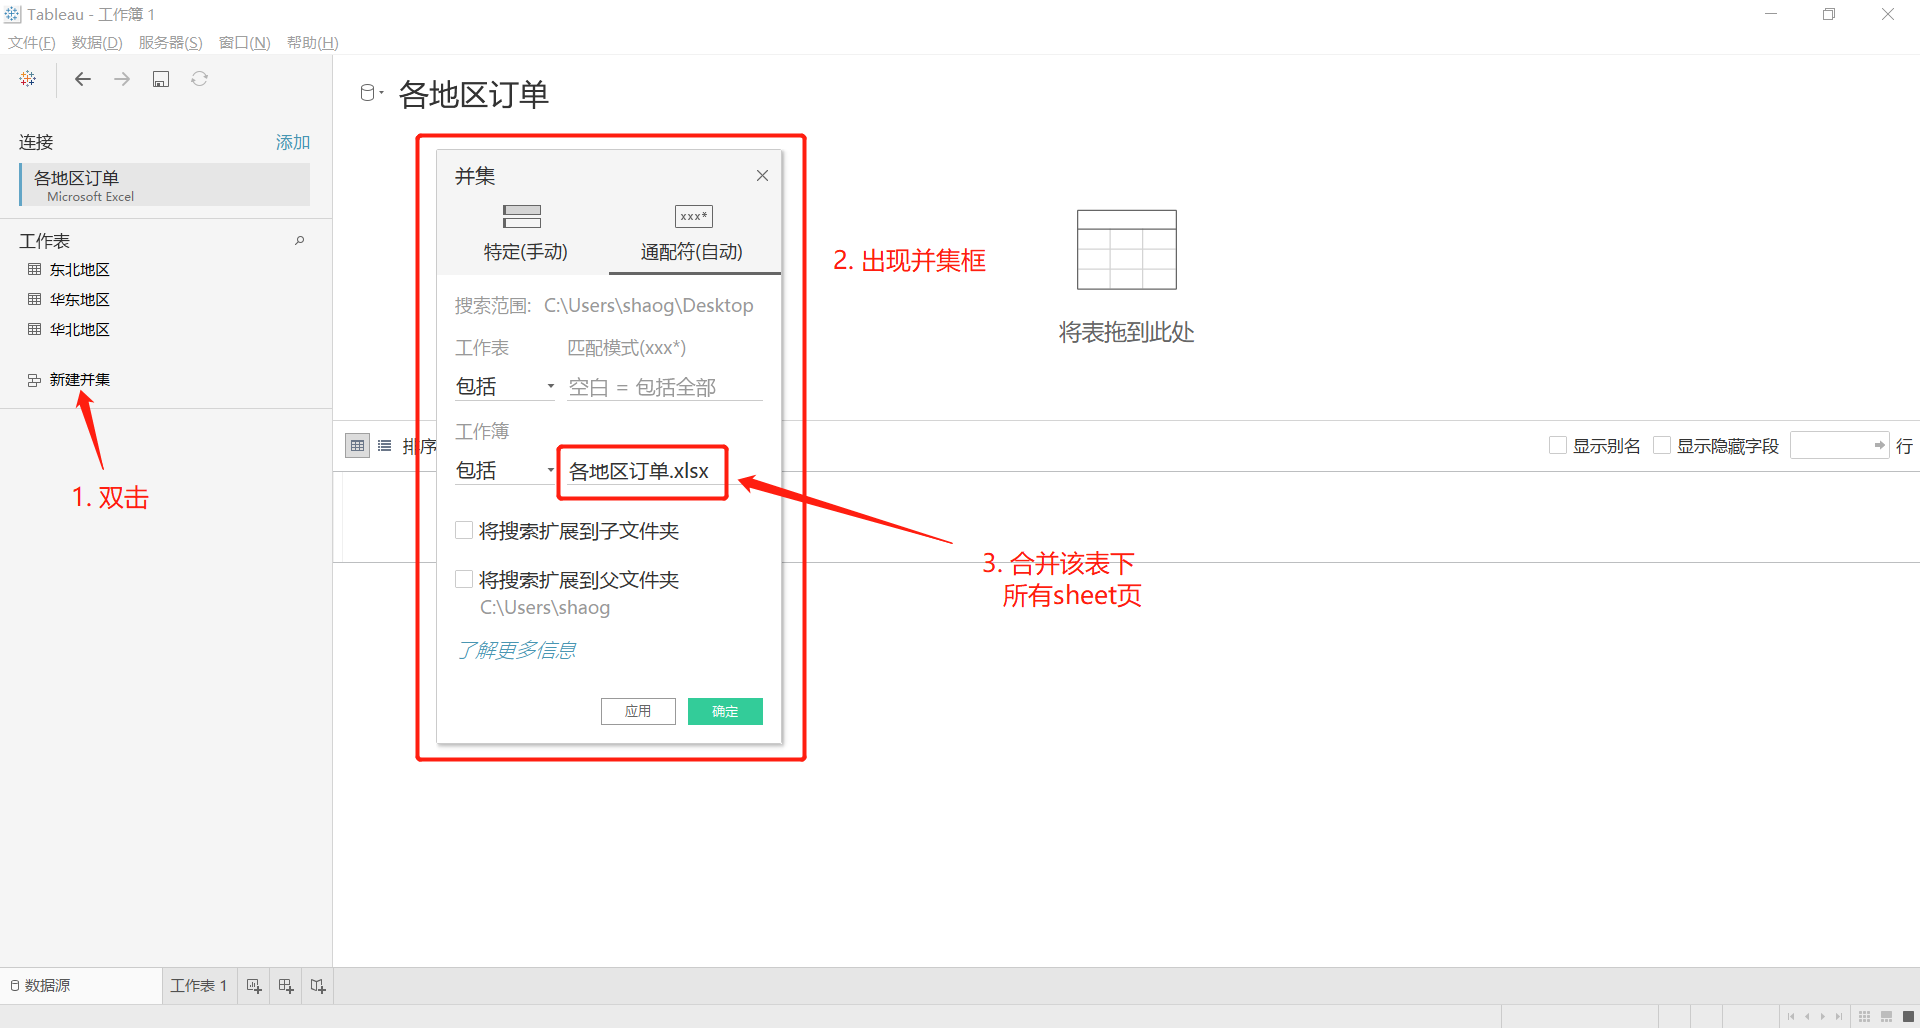 Tableau - 工作簿 1
文件(F) 数据(D) 服务器(S) 窗口(N) 帮助(H)
各地区订单
连接 添加
各地区订单
Microsoft Excel
工作表
东北地区
华东地区
华北地区
新建并集
1. 双击
并集
xxx*
特定(手动) 通配符(自动)
搜索范围: C:\Users\shaog\Desktop
工作表 匹配模式(xxx*)
包括 空白 = 包括全部
工作簿
包括 各地区订单.xlsx
将搜索扩展到子文件夹
将搜索扩展到父文件夹
C:\Users\shaog
了解更多信息
应用 确定
2. 出现并集框
将表拖到此处
排序
显示别名 显示隐藏字段 行
3. 合并该表下
所有sheet页
数据源 工作表 1